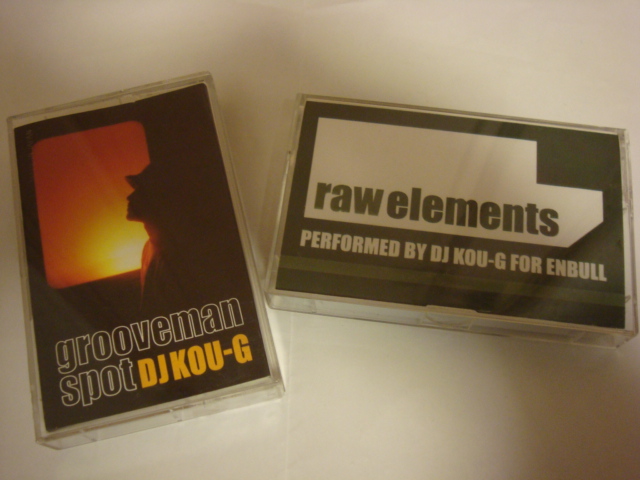 grooveman
spot DJ KOU-G
raw elements
PERFORMED BY DJ KOU-G FOR ENBULL